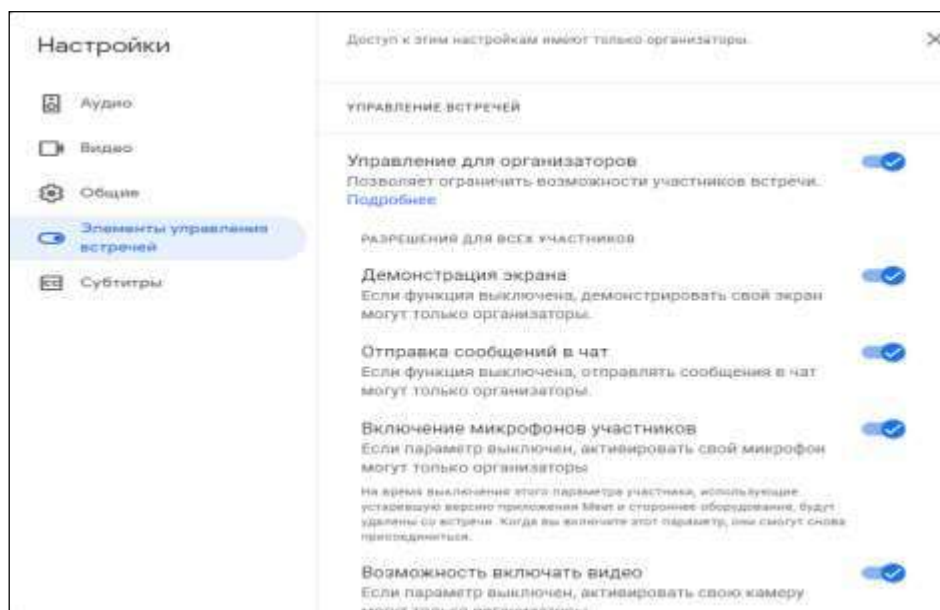 Настройки
Аудио
Видео
Общие
Элементы управления
встречей
Субтитры
Доступ к этим настройкам имеют только организаторы.
УПРАВЛЕНИЕ ВСТРЕЧЕЙ
Управление для организаторов
Позволяет ограничить возможности участников встречи.
Подробнее
РАЗРЕШЕНИЯ ДЛЯ ВСЕХ УЧАСТНИКОВ
Демонстрация экрана
Если функция выключена, демонстрировать свой экран
могут только организаторы.
Отправка сообщений в чат
Если функция выключена, отправлять сообщения в чат
могут только организаторы.
Включение микрофонов участников
Если параметр выключен, активировать свой микрофон
могут только организаторы
На время выключения этого параметра участники, использующие
устаревшую версию приложения Meet и стороннее оборудование, будут
удалены со встречи. Когда вы включите этот параметр, они смогут снова
присоединиться.
Возможность включать видео
Если параметр выключен, активировать свою камеру
могут только организаторы